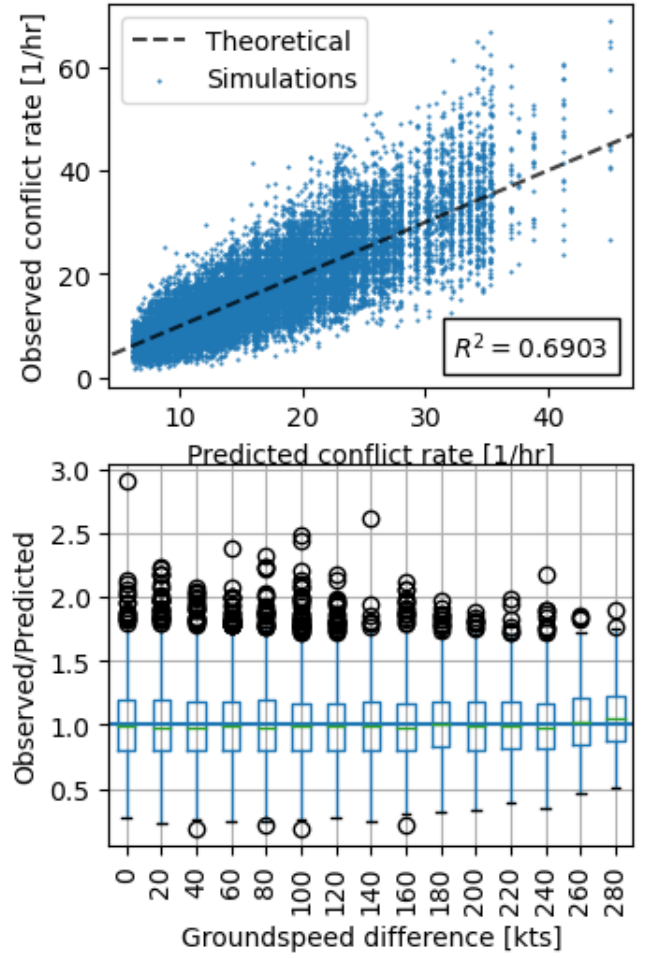 Observed conflict rate [1/hr]
60
40
20
0
Theoretical
Simulations
R² = 0.6903
10 20 30 40
Predicted conflict rate [1/hr]
Observed/Predicted
3.0
2.5
2.0
1.5
1.0
0.5
0 20 40 60 80 100 120 140 160 180 200 220 240 260 280
Groundspeed difference [kts]